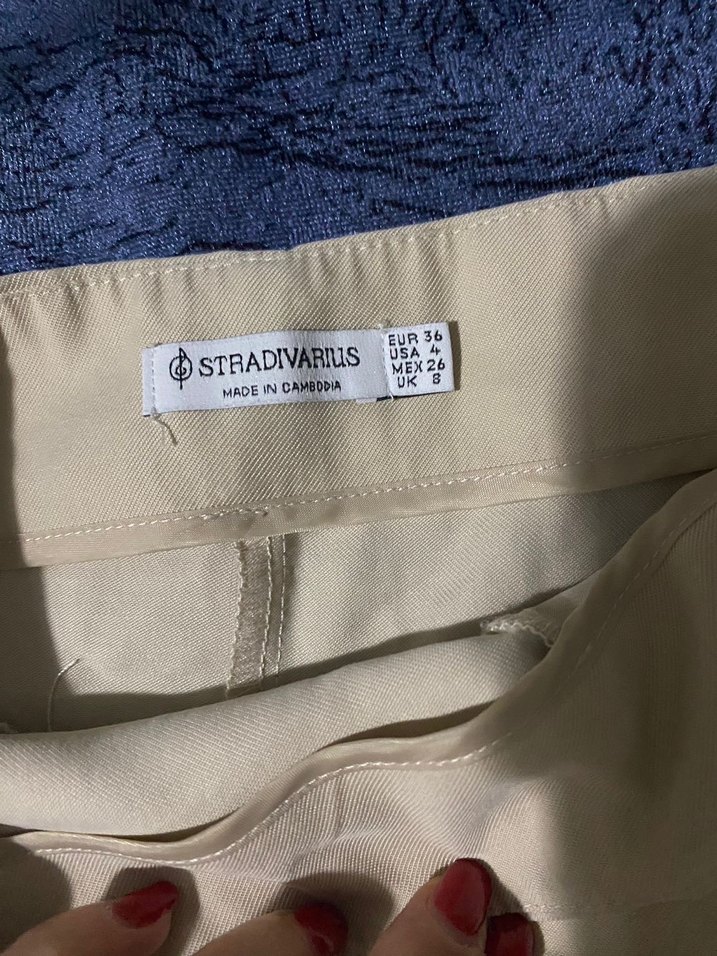 STRADIVARIUS
MADE IN CAMBODIA
EUR 36
USA 4
MEX 26
UK 8